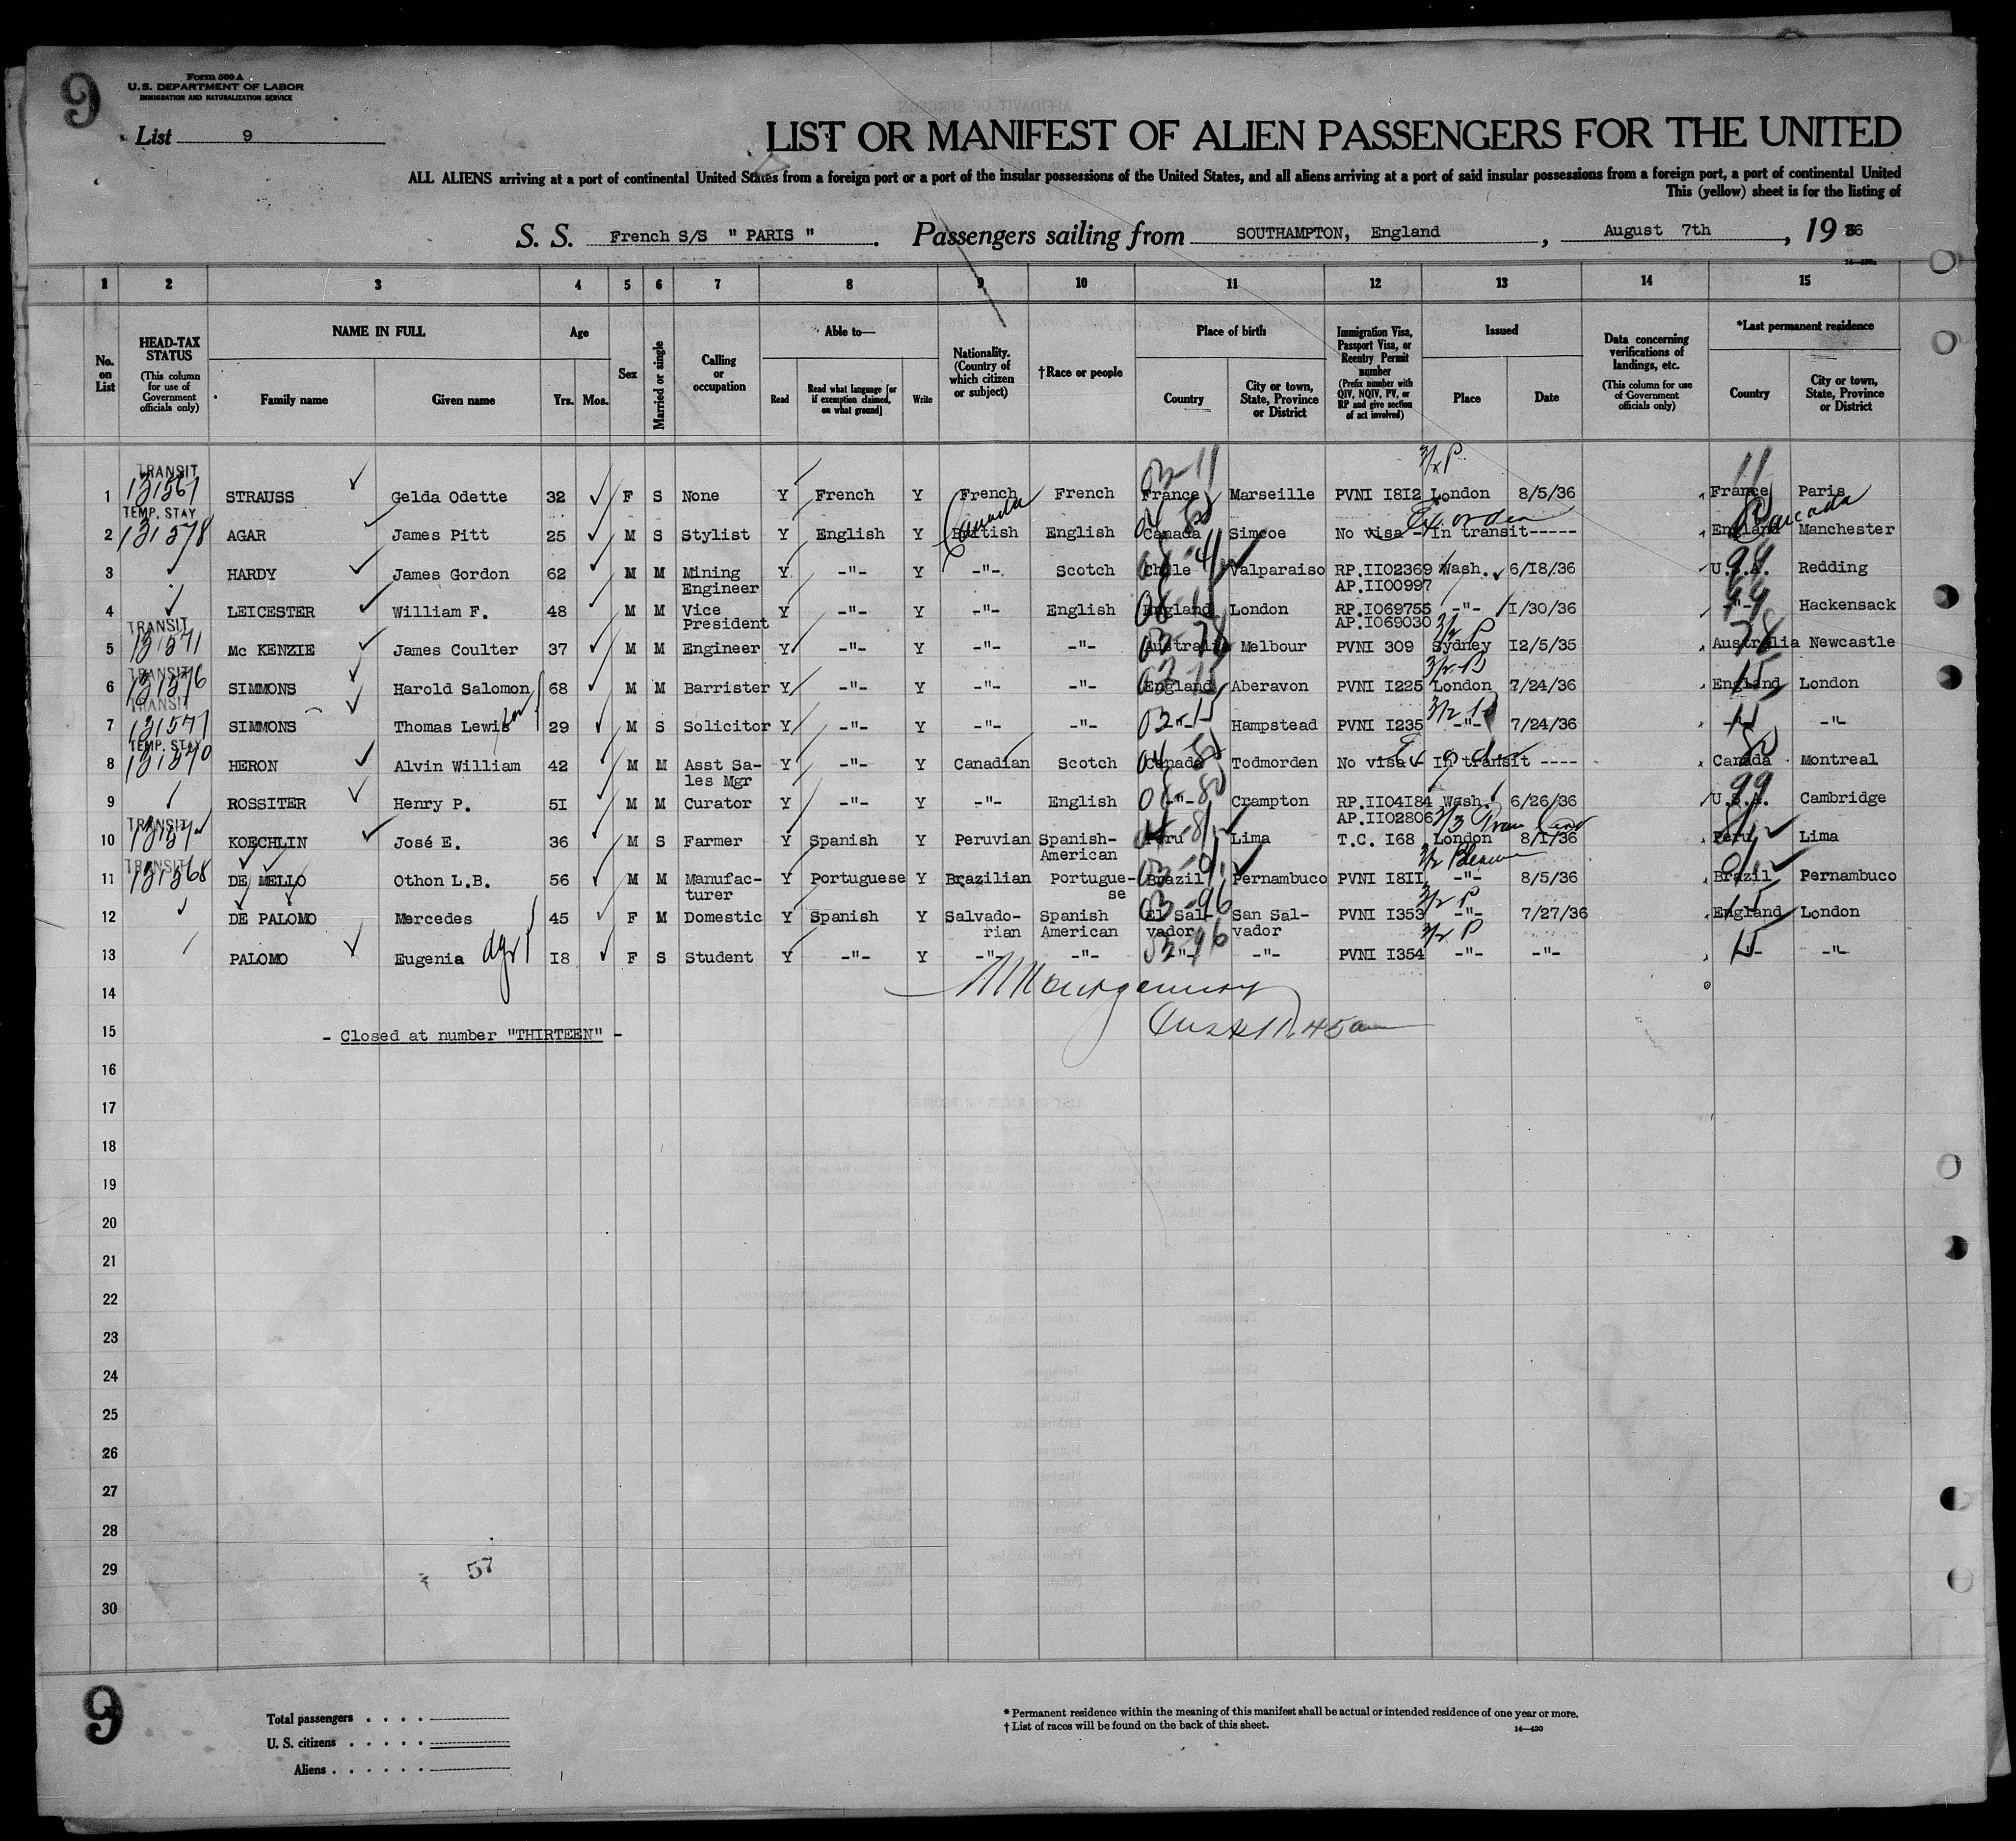 9
Form 500 A
U.S. DEPARTMENT OF LABOR
IMMIGRATION AND NATURALIZATION SERVICE
List 9
LIST OR MANIFEST OF ALIEN PASSENGERS FOR THE UNITED
ALL ALIENS arriving at a port of continental United States from a foreign port or a port of the insular possessions of the United States, and all aliens arriving at a port of said insular possessions from a foreign port, a port of continental United
This (yellow) sheet is for the listing of
S. S. French S/S " PARIS ". Passengers sailing from SOUTHAMPTON, England, August 7th, 1936
1 2 3 4 5 6 7 8 9 10 11 12 13 14 15
No. on List
HEAD-TAX STATUS (This column for use of Government officials only)
NAME IN FULL
Family name Given name
Age
Yrs. Mos.
Sex
Married or single
Calling or occupation
Able to—
Read
Read what language [or if exemption claimed, on what ground]
Write
Nationality. (Country of which citizen or subject)
†Race or people
Place of birth
Country
City or town, State, Province or District
Immigration Visa, Passport Visa, or Reentry Permit number (Prefix number with QIV, NQIV, PV, or RP and give section of act involved)
Issued
Place Date
Data concerning verifications of landings, etc. (This column for use of Government officials only)
*Last permanent residence
Country
City or town, State, Province or District
TRANSIT
1 131567 STRAUSS Gelda Odette 32 F S None Y French Y French French France Marseille PVNI I8I2 London 8/5/36 France Paris
TEMP. STAY Canada Canada
2 131578 AGAR James Pitt 25 M S Stylist Y English Y British English Canada Simcoe No visa - In transit----- England Manchester
3 HARDY James Gordon 62 M M Mining Engineer Y -"- Y -"- Scotch Chile Valparaiso RP.II02369 AP.II00997 Wash. 6/I8/36 U.S.A. Redding
4 LEICESTER William F. 48 M M Vice President Y -"- Y -"- English England London RP.I069755 AP.I069030 -"- I/30/36 -"- Hackensack
TRANSIT
5 131571 Mc KENZIE James Coulter 37 M M Engineer Y -"- Y -"- -"- Australia Melbour PVNI 309 Sydney I2/5/35 Australia Newcastle
TRANSIT
6 131576 SIMMONS Harold Salomon 68 M M Barrister Y -"- Y -"- -"- England Aberavon PVNI I225 London 7/24/36 England London
TRANSIT
7 131577 SIMMONS Thomas Lewis 29 M S Solicitor Y -"- Y -"- -"- -"- Hampstead PVNI I235 -"- 7/24/36 -"- -"-
TEMP. STAY
8 131570 HERON Alvin William 42 M M Asst Sales Mgr Y -"- Y Canadian Scotch Canada Todmorden No visa - In transit ---- Canada Montreal
9 ROSSITER Henry P. 5I M M Curator Y -"- Y -"- English -"- Crampton RP.II04I84 AP.II02806 Wash. 6/26/36 U.S.A. Cambridge
TRANSIT
10 KOECHLIN José E. 36 M S Farmer Y Spanish Y Peruvian Spanish-American Peru Lima T.C. I68 London 8/I/36 Peru Lima
TRANSIT
11 131568 DE MELLO Othon L.B. 56 M M Manufacturer Y Portuguese Y Brazilian Portuguese Brazil Pernambuco PVNI I8II -"- 8/5/36 Brazil Pernambuco
12 DE PALOMO Mercedes 45 F M Domestic Y Spanish Y Salvadorian Spanish American El Salvador San Salvador PVNI I353 -"- 7/27/36 England London
13 PALOMO Eugenia I8 F S Student Y -"- Y -"- -"- -"- -"- PVNI I354 -"- -"- -"- -"-
14
15 - Closed at number "THIRTEEN" -
16
17
18
19
20
21
22
23
24
25
26
27
28
29 57
30
9
Total passengers
U. S. citizens
Aliens
* Permanent residence within the meaning of this manifest shall be actual or intended residence of one year or more.
† List of races will be found on the back of this sheet.
14—430